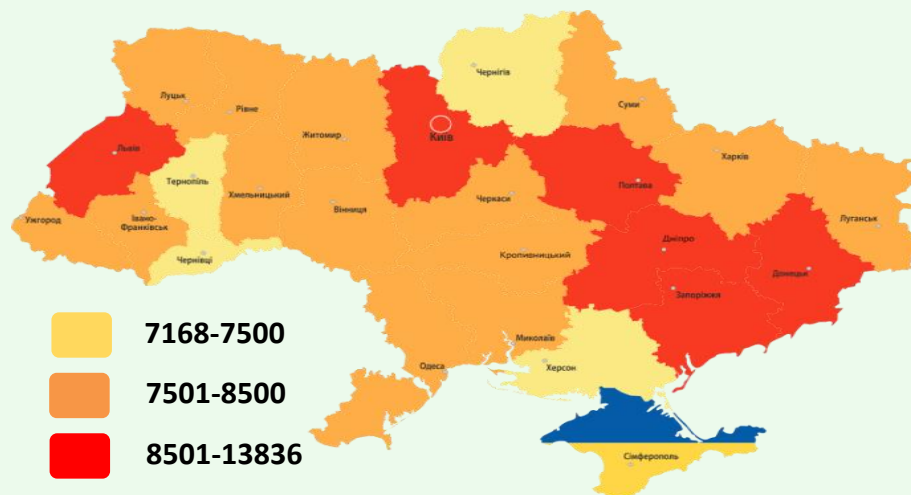 Чернігів
Суми
Луцьк
Рівне
Житомир
Київ
Львів
Харків
Тернопіль
Хмельницький
Полтава
Вінниця
Черкаси
Ужгород
Івано-
Франківськ
Луганськ
Чернівці
Кропивницький
Дніпро
Донецьк
Запоріжжя
Миколаїв
Одеса
Херсон
Сімферополь
7168-7500
7501-8500
8501-13836